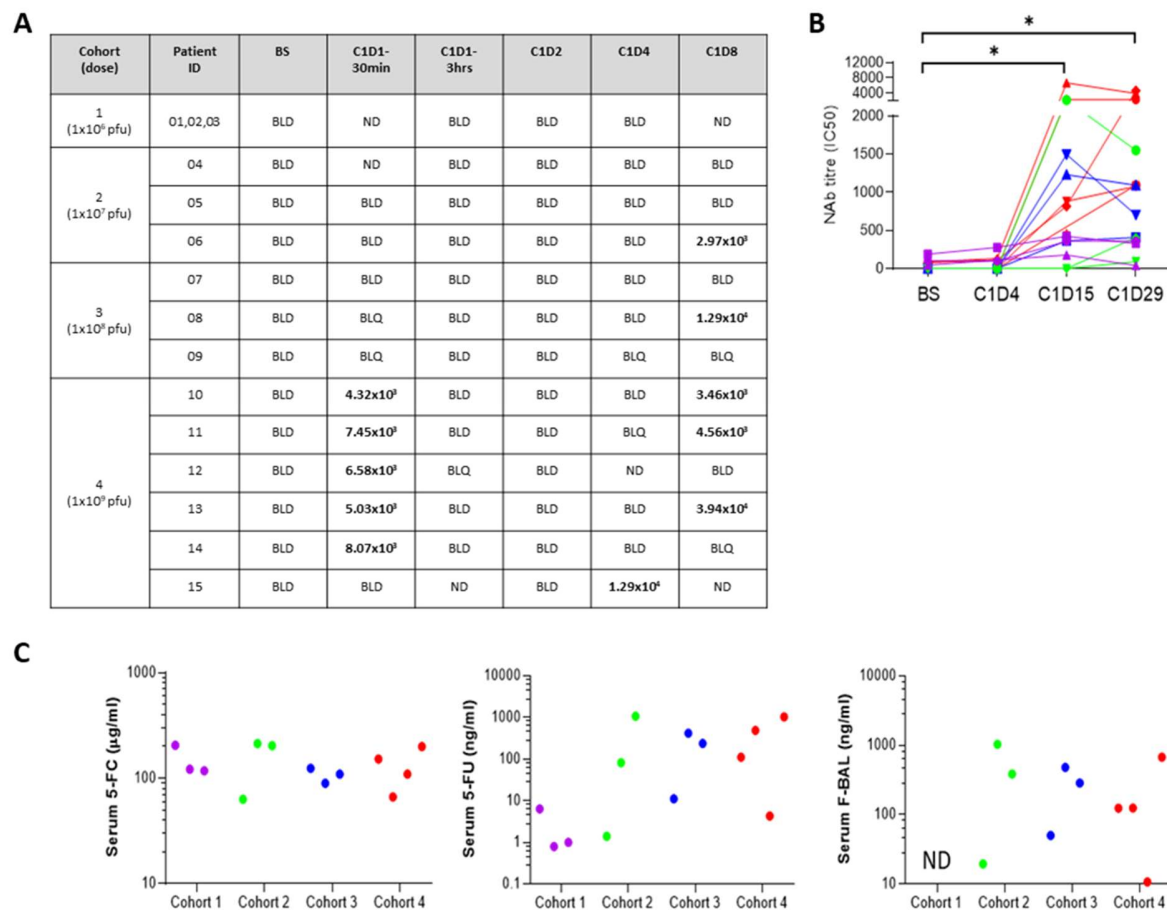 A
Cohort (dose) Patient ID BS C1D1-30min C1D1-3hrs C1D2 C1D4 C1D8
1 (1x10⁶ pfu) 01,02,03 BLD ND BLD BLD BLD ND
2 (1x10⁷ pfu) 04 BLD ND BLD BLD BLD BLD
05 BLD BLD BLD BLD BLD BLD
06 BLD BLD BLD BLD BLD 2.97x10³
3 (1x10⁸ pfu) 07 BLD BLD BLD BLD BLD BLD
08 BLD BLQ BLD BLD BLD 1.29x10⁴
09 BLD BLQ BLD BLD BLQ BLQ
4 (1x10⁹ pfu) 10 BLD 4.32x10³ BLD BLD BLD 3.46x10³
11 BLD 7.45x10³ BLD BLD BLQ 4.56x10³
12 BLD 6.58x10³ BLQ BLD ND BLD
13 BLD 5.03x10³ BLD BLD BLD 3.94x10⁴
14 BLD 8.07x10³ BLD BLD BLD BLQ
15 BLD BLD ND BLD 1.29x10⁴ ND
B
*
*
NAb titre (IC50)
12000
8000
4000
2000
1500
1000
500
0
BS C1D4 C1D15 C1D29
C
Serum 5-FC (µg/ml)
1000
100
10
Cohort 1 Cohort 2 Cohort 3 Cohort 4
Serum 5-FU (ng/ml)
10000
1000
100
10
1
0.1
Cohort 1 Cohort 2 Cohort 3 Cohort 4
Serum F-BAL (ng/ml)
10000
1000
100
10
ND
Cohort 1 Cohort 2 Cohort 3 Cohort 4